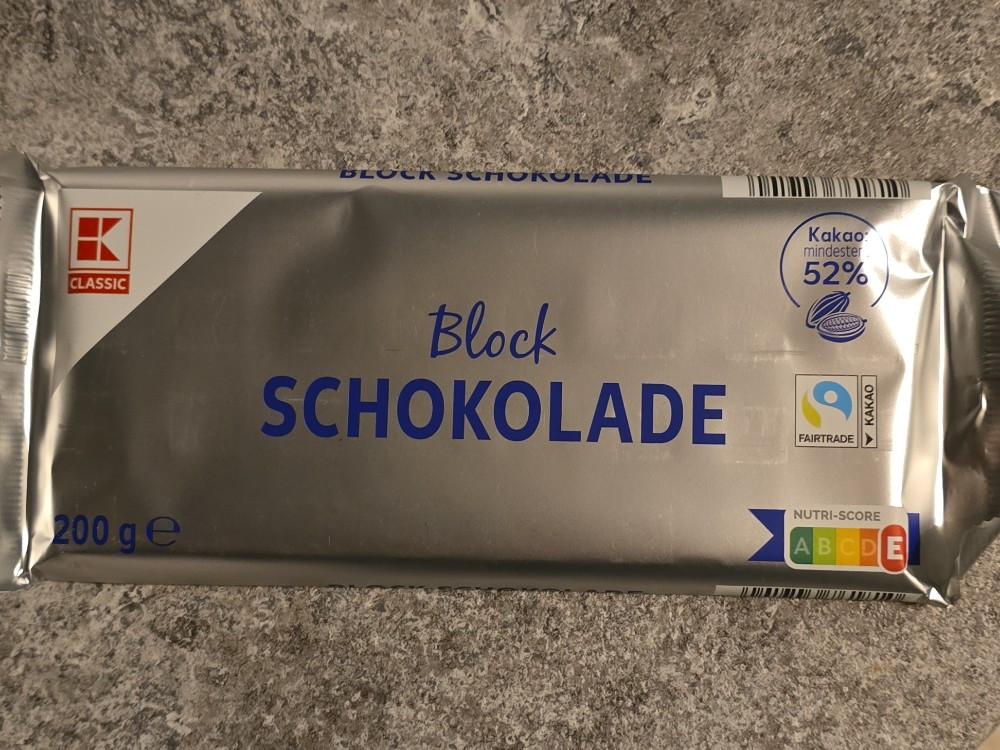 BLOCK SCHOKOLADE
K
CLASSIC
Kakao:
mindestens
52%
Block
SCHOKOLADE
FAIRTRADE
KAKAO
200 g ℮
NUTRI-SCORE
A B C D E